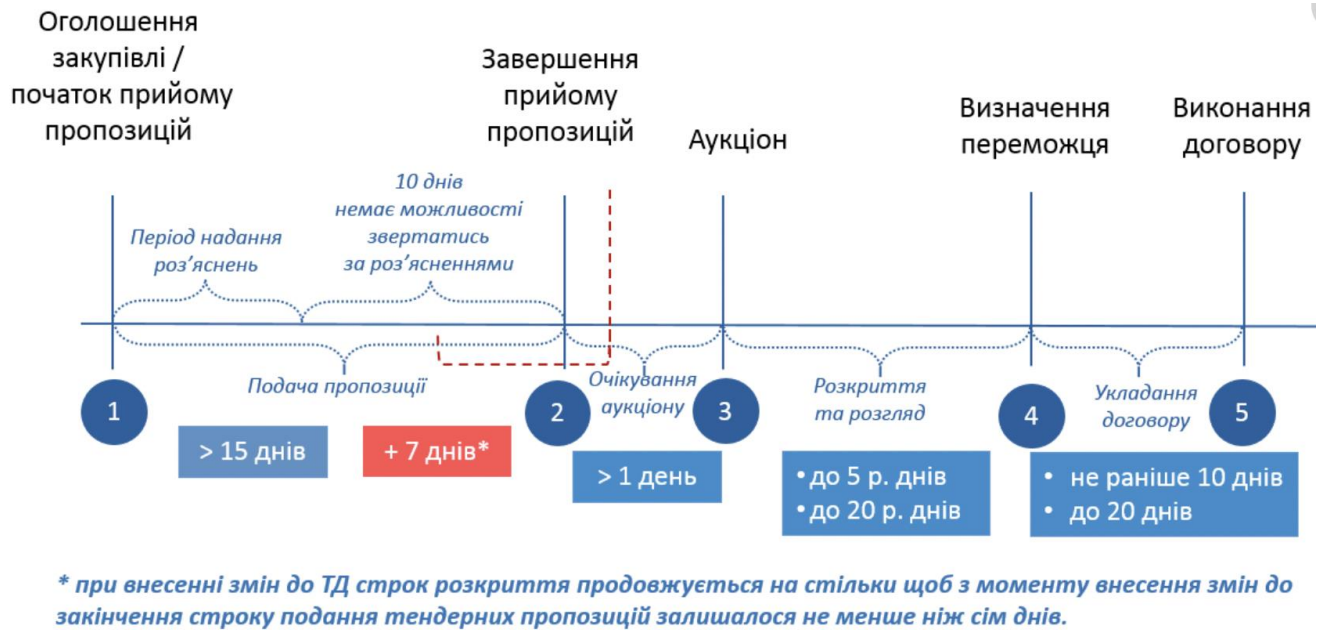 Оголошення
закупівлі /
початок прийому
пропозицій
Завершення
прийому
пропозицій
Аукціон
Визначення
переможця
Виконання
договору
Період надання
роз’яснень
10 днів
немає можливості
звертатись
за роз’ясненнями
Подача пропозиції
Очікування
аукціону
Розкриття
та розгляд
Укладання
договору
1
2
3
4
5
> 15 днів
+ 7 днів*
> 1 день
• до 5 р. днів
• до 20 р. днів
• не раніше 10 днів
• до 20 днів
* при внесенні змін до ТД строк розкриття продовжується на стільки щоб з моменту внесення змін до
закінчення строку подання тендерних пропозицій залишалося не менше ніж сім днів.